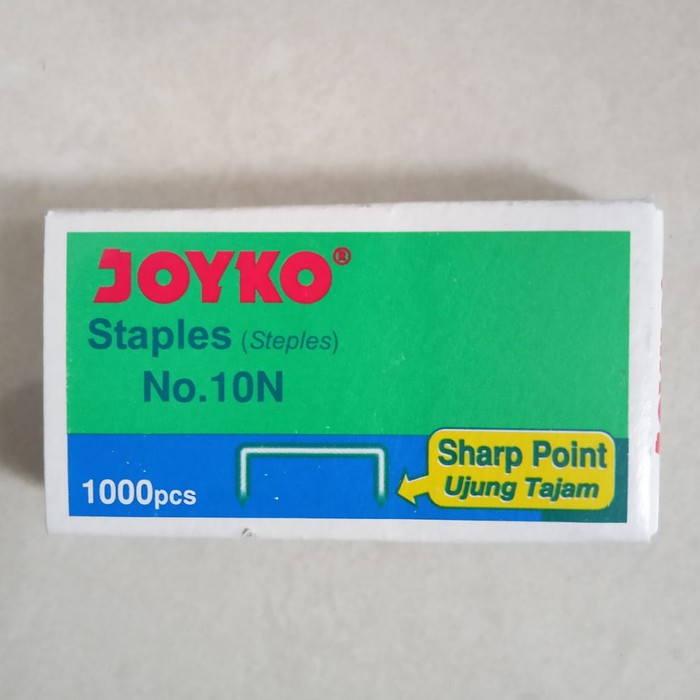 JOYKO®
Staples (Steples)
No.10N
1000pcs
Sharp Point
Ujung Tajam